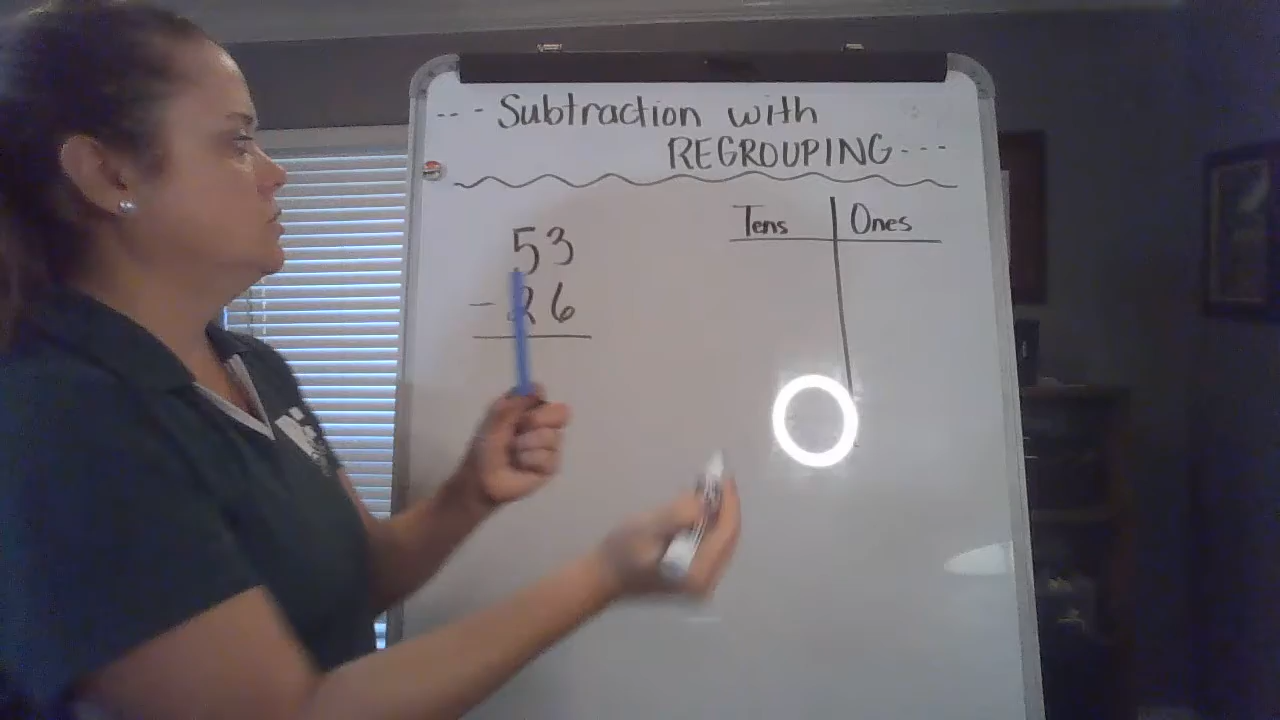 --- Subtraction with
REGROUPING ---
Tens Ones
53
- 26